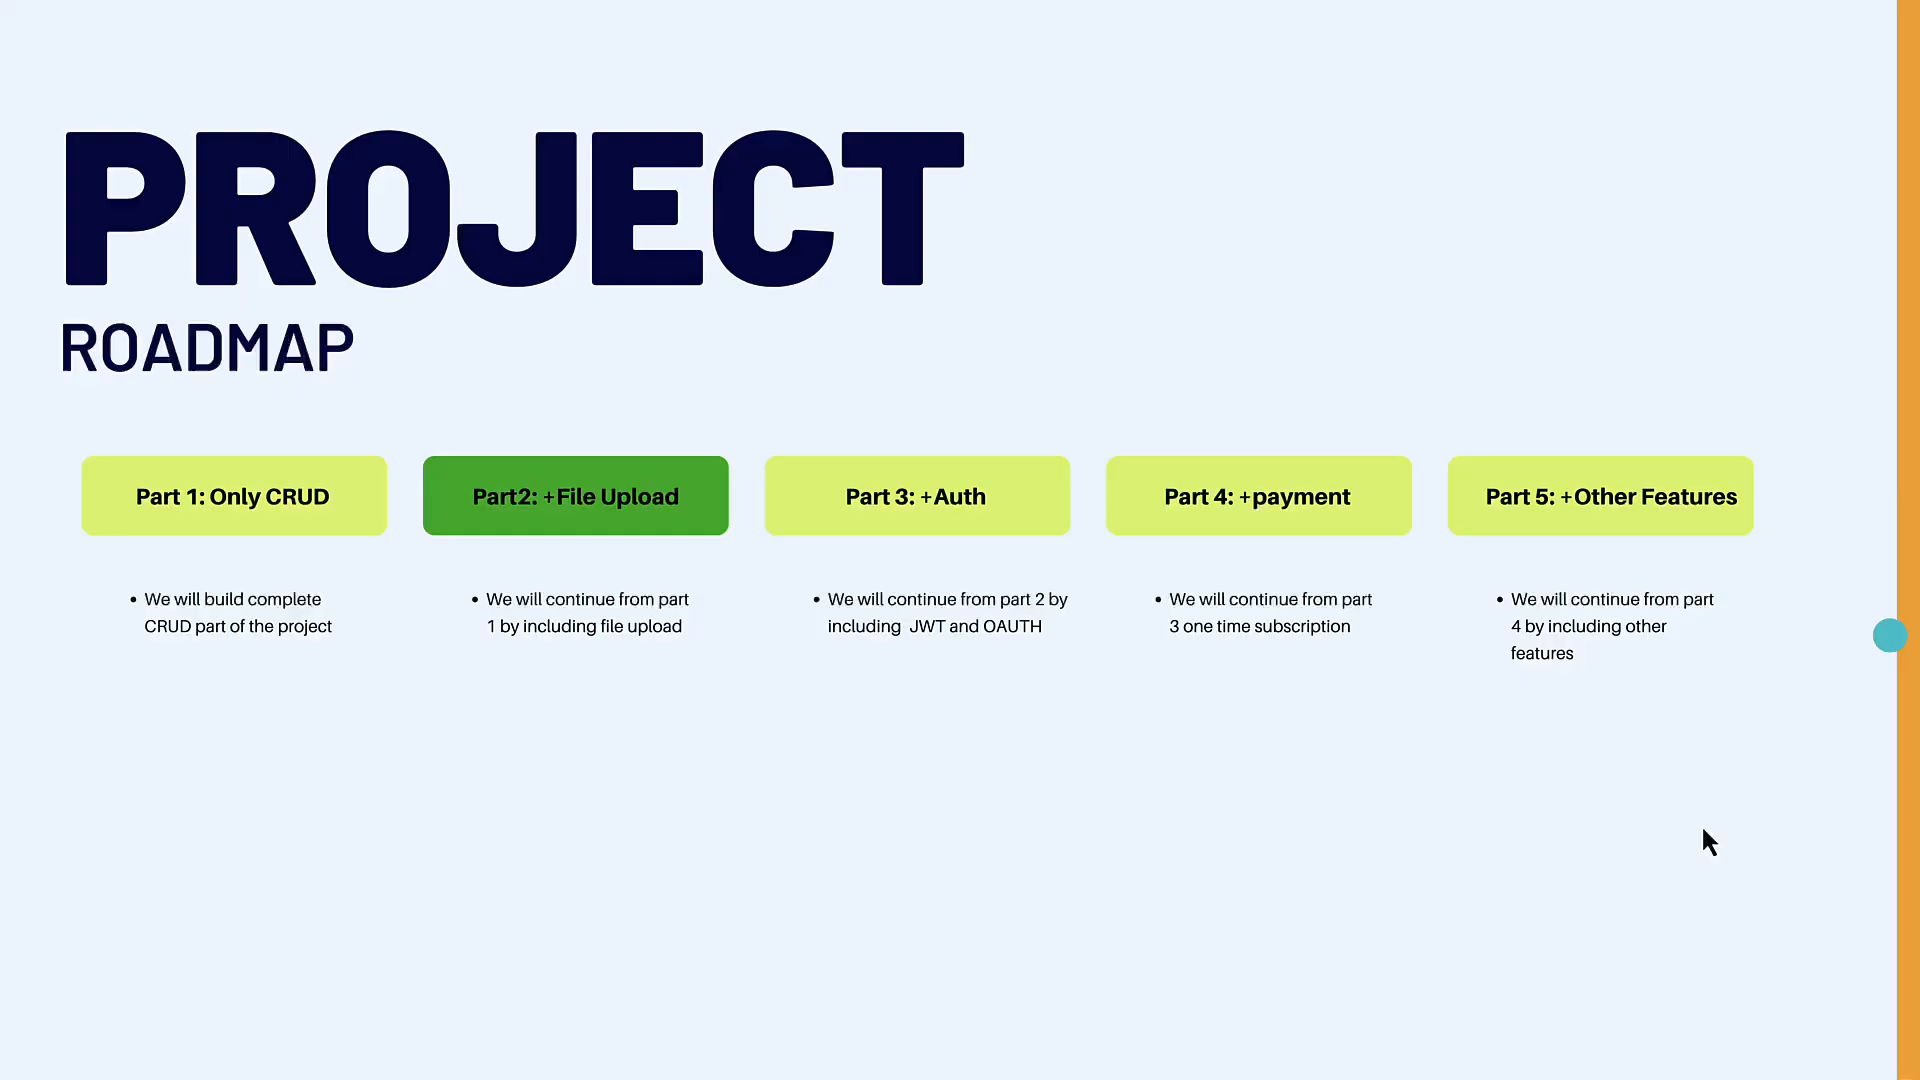 PROJECT
ROADMAP
Part 1: Only CRUD
• We will build complete
CRUD part of the project
Part2: +File Upload
• We will continue from part
1 by including file upload
Part 3: +Auth
• We will continue from part 2 by
including  JWT and OAUTH
Part 4: +payment
• We will continue from part
3 one time subscription
Part 5: +Other Features
• We will continue from part
4 by including other
features